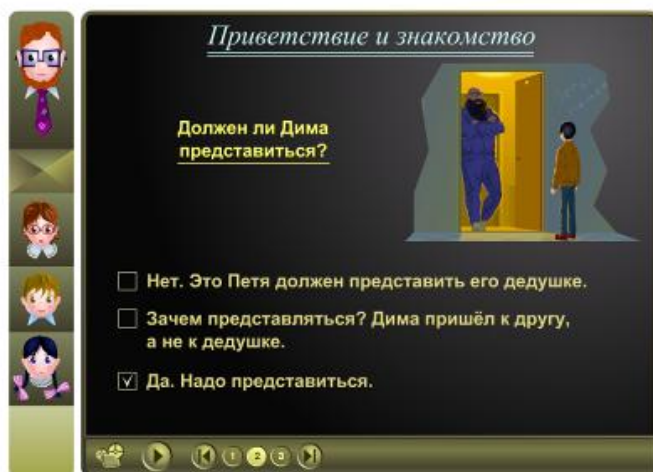 Приветствие и знакомство
Должен ли Дима
представиться?
Нет. Это Петя должен представить его дедушке.
Зачем представляться? Дима пришёл к другу,
а не к дедушке.
Да. Надо представиться.
1 2 3